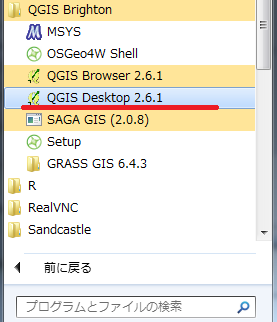 QGIS Brighton
MSYS
OSGeo4W Shell
QGIS Browser 2.6.1
QGIS Desktop 2.6.1
SAGA GIS (2.0.8)
Setup
GRASS GIS 6.4.3
R
RealVNC
Sandcastle
前に戻る
プログラムとファイルの検索